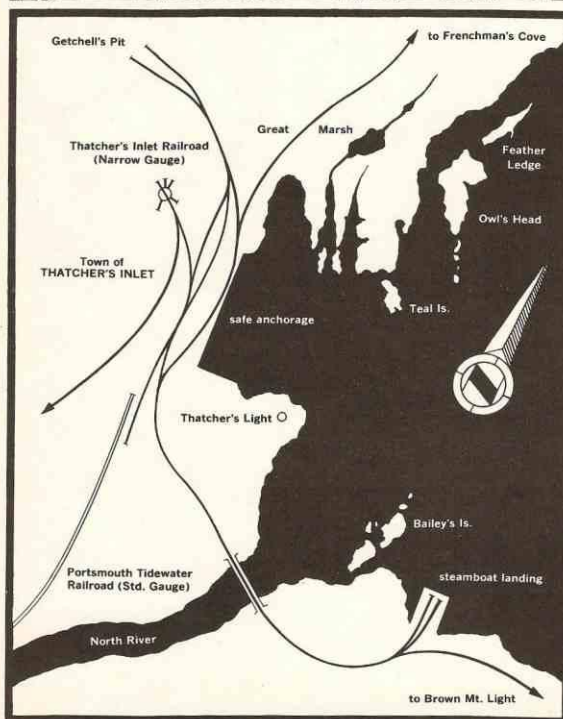 Getchell's Pit
to Frenchman's Cove
Great Marsh
Thatcher's Inlet Railroad
(Narrow Gauge)
Feather
Ledge
Owl's Head
Town of
THATCHER'S INLET
Teal Is.
safe anchorage
Thatcher's Light
Bailey's Is.
Portsmouth Tidewater
Railroad (Std. Gauge)
steamboat landing
North River
to Brown Mt. Light